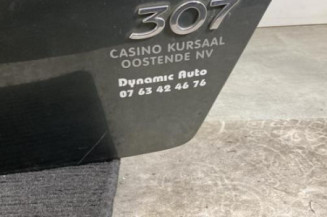 307
CASINO KURSAAL
OOSTENDE NV
Dynamic Auto
07 63 42 46 76